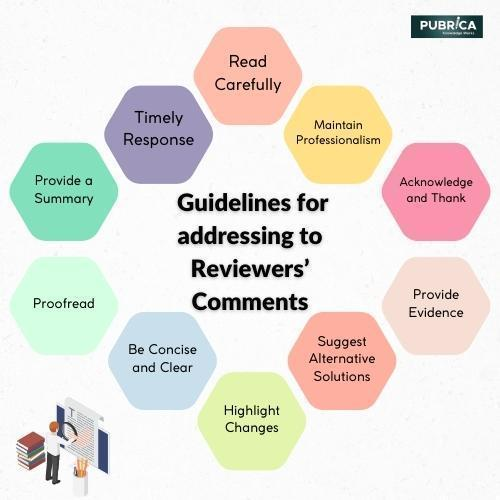 PUBRICA
Knowledge Works
Read
Carefully
Timely
Response
Maintain
Professionalism
Provide a
Summary
Acknowledge
and Thank
Guidelines for
addressing to
Reviewers'
Comments
Proofread
Provide
Evidence
Be Concise
and Clear
Suggest
Alternative
Solutions
Highlight
Changes